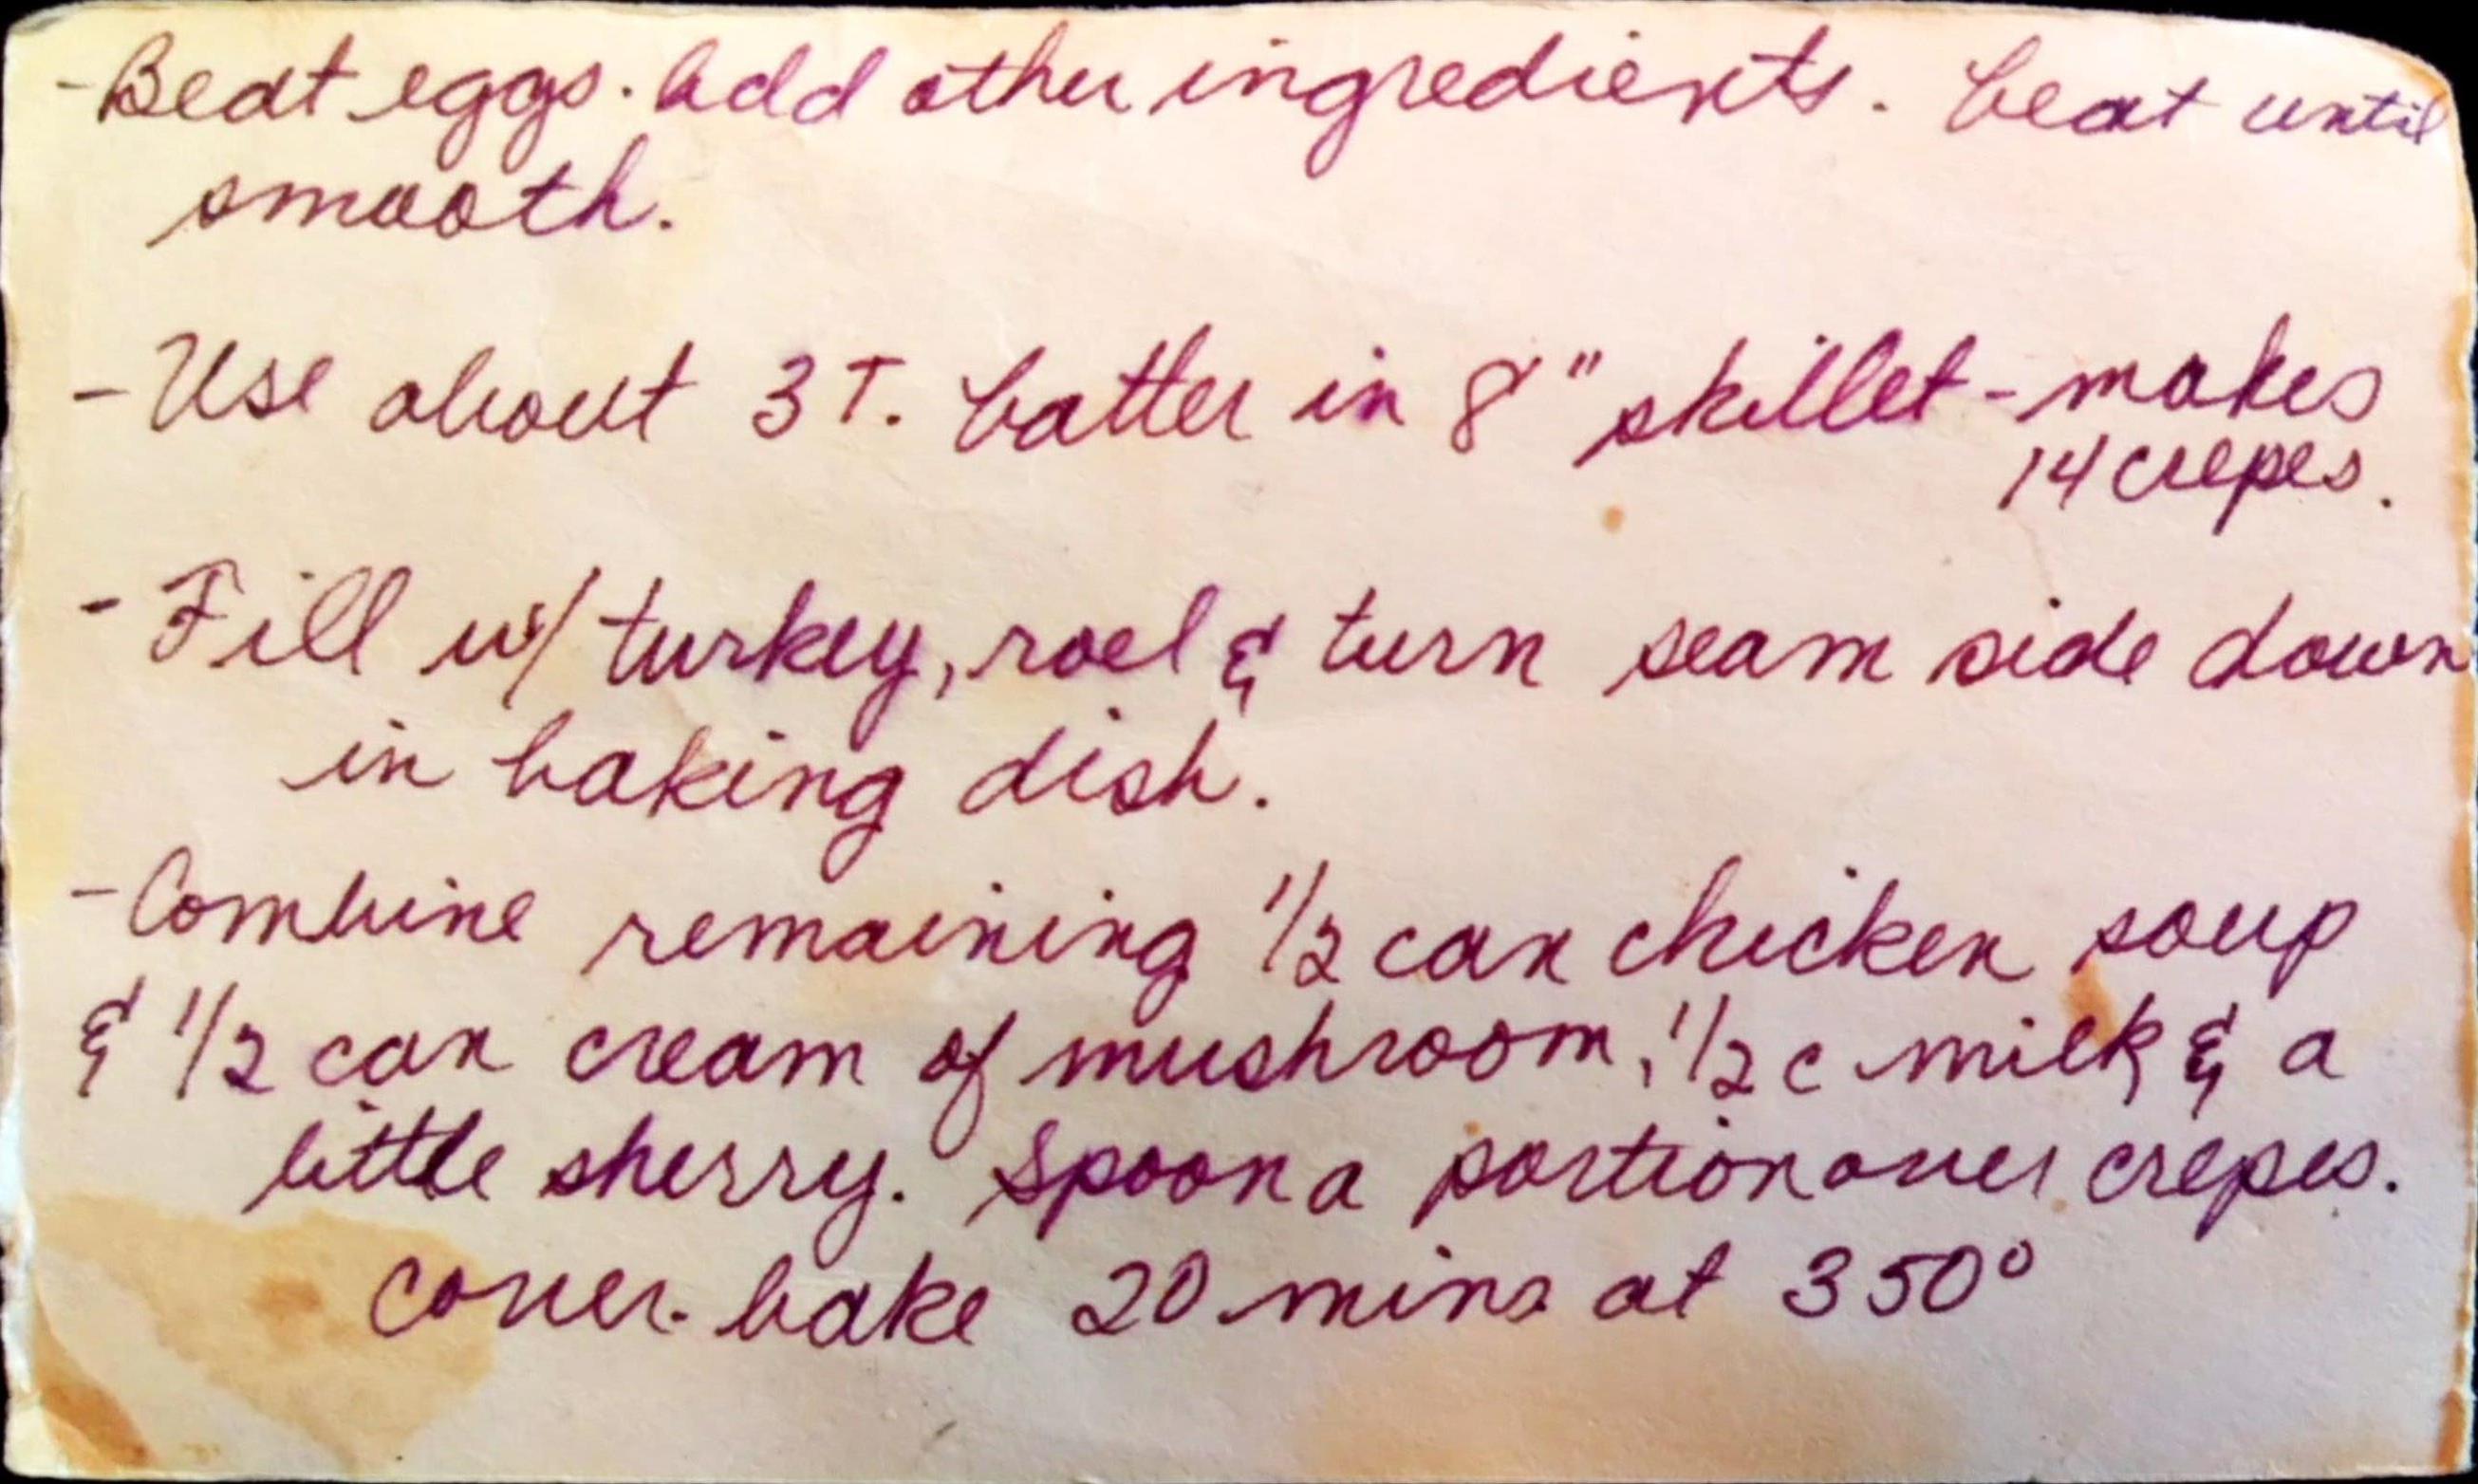 - Beat eggs. Add other ingredients. Beat until
smooth.
- Use about 3 T. batter in 8" skillet - makes
14 crepes.
- Fill w/ turkey, roll & turn seam side down
in baking dish.
- Combine remaining 1/2 can chicken soup
& 1/2 can cream of mushroom, 1/2 c milk & a
little sherry. Spoon a portion over crepes.
Cover. bake 20 mins at 350°